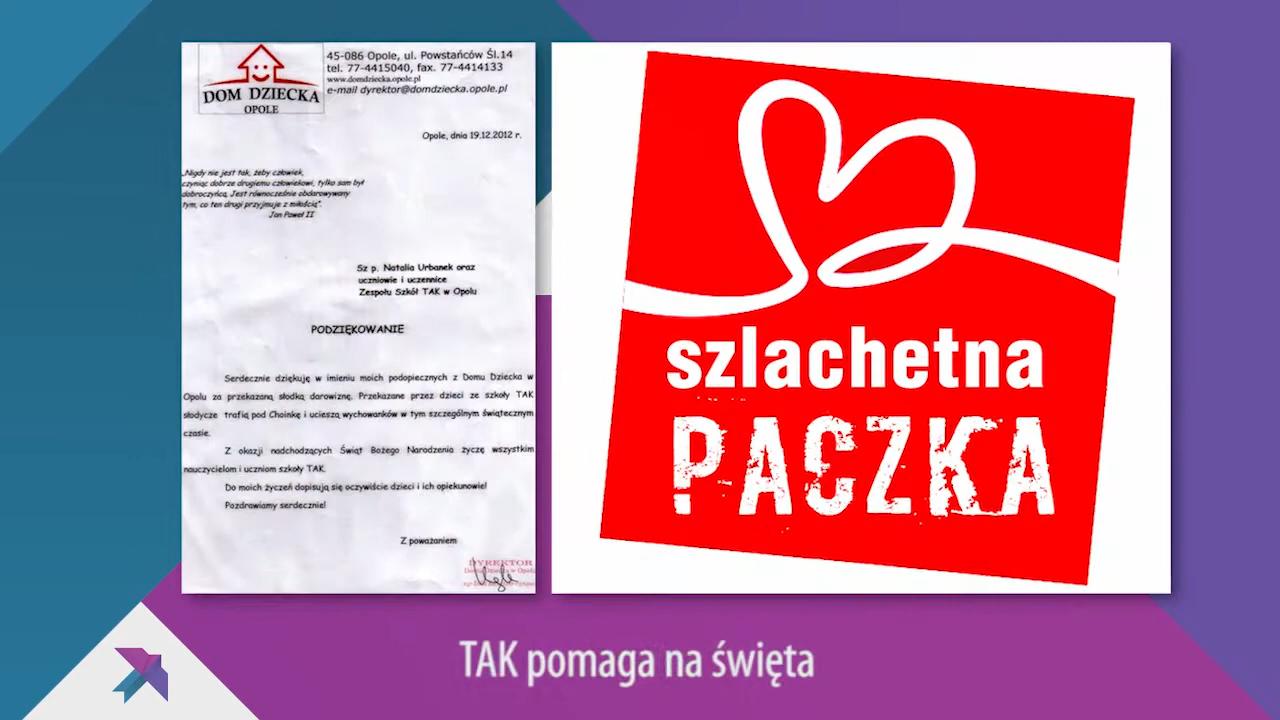 DOM DZIECKA
OPOLE
45-086 Opole, ul. Powstańców Śl.14
tel. 77-4415040, fax. 77-4414133
www.domdziecka.opole.pl
e-mail dyrektor@domdziecka.opole.pl
Opole, dnia 19.12.2012 r.
„Nigdy nie jest tak, żeby człowiek,
czyniąc dobrze drugiemu człowiekowi, tylko sam był
dobroczyńcą. Jest równocześnie obdarowywany
tym, co ten drugi przyjmuje z miłością".
Jan Paweł II
Sz p. Natalia Urbanek oraz
uczniowie i uczennice
Zespołu Szkół TAK w Opolu
PODZIĘKOWANIE
Serdecznie dziękuję w imieniu moich podopiecznych z Domu Dziecka w
Opolu za przekazaną słodką darowiznę. Przekazane przez dzieci ze szkoły TAK
słodycze trafią pod Choinkę i ucieszą wychowanków w tym szczególnym świątecznym
czasie.
Z okazji nadchodzących Świąt Bożego Narodzenia życzę wszystkim
nauczycielom i uczniom szkoły TAK.
Do moich życzeń dopisują się oczywiście dzieci i ich opiekunowie!
Pozdrawiamy serdecznie!
Z poważaniem
DYREKTOR
Domu Dziecka w Opolu
szlachetna
PACZKA
TAK pomaga na święta